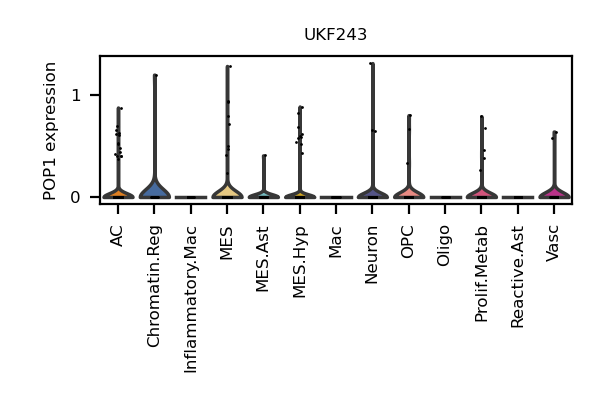 UKF243
POP1 expression
1
0
AC
Chromatin.Reg
Inflammatory.Mac
MES
MES.Ast
MES.Hyp
Mac
Neuron
OPC
Oligo
Prolif.Metab
Reactive.Ast
Vasc